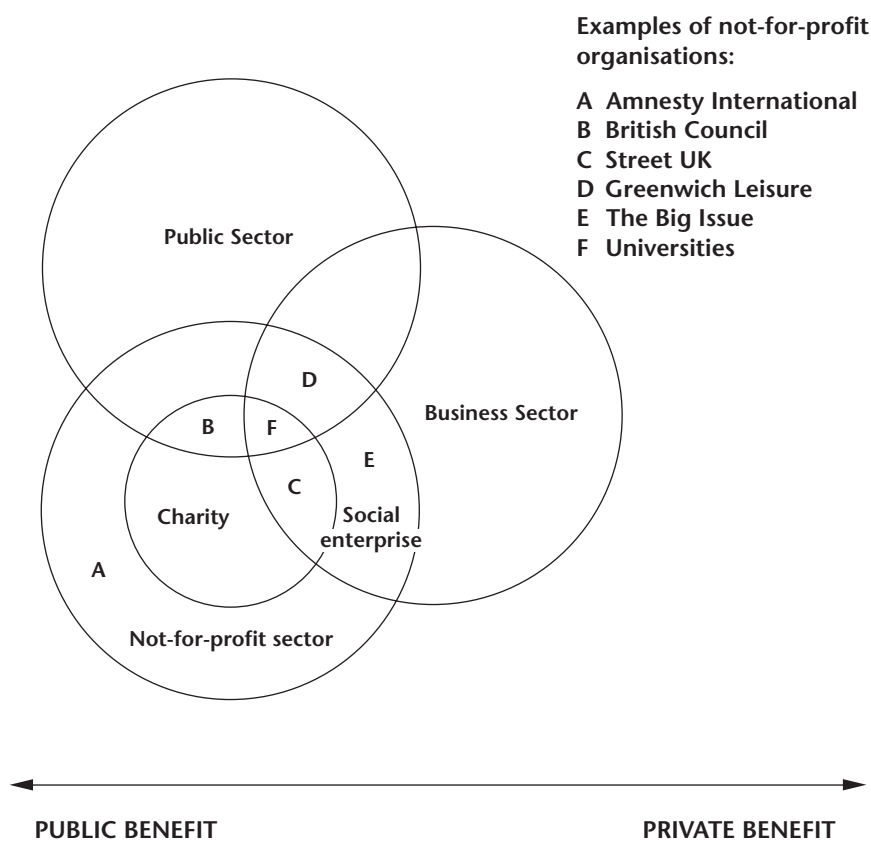 Examples of not-for-profit
organisations:
A Amnesty International
B British Council
C Street UK
D Greenwich Leisure
E The Big Issue
F Universities
Public Sector
D
Business Sector
B
F
E
C
Charity
Social
enterprise
A
Not-for-profit sector
PUBLIC BENEFIT
PRIVATE BENEFIT